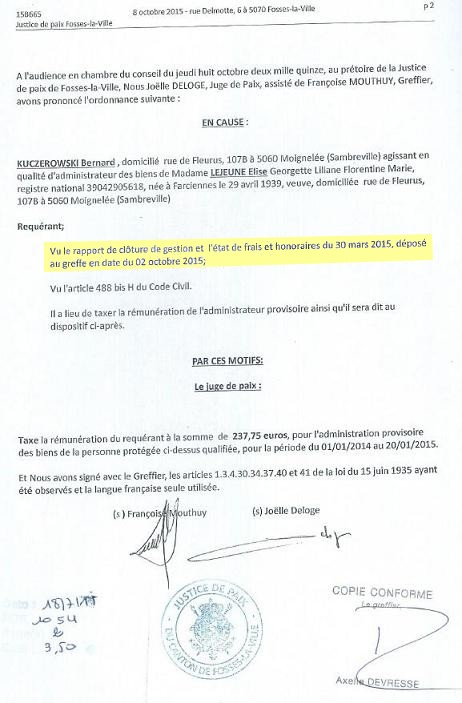 15B665
Justice de paix Fosses-la-Ville
8 octobre 2015 - rue Delmotte, 6 à 5070 Fosses-la-Ville
p 2
A l'audience en chambre du conseil du jeudi huit octobre deux mille quinze, au prétoire de la Justice
de paix de Fosses-la-Ville, Nous Joëlle DELOGE, Juge de Paix, assisté de Françoise MOUTHUY, Greffier,
avons prononcé l'ordonnance suivante :
EN CAUSE :
KUCZEROWSKI Bernard , domicilié rue de Fleurus, 107B à 5060 Moignelée (Sambreville) agissant en
qualité d'administrateur des biens de Madame LEJEUNE Elise Georgette Liliane Florentine Marie,
registre national 39042905618, née à Farciennes le 29 avril 1939, veuve, domiciliée rue de Fleurus,
107B à 5060 Moignelée (Sambreville)
Requérant;
Vu le rapport de clôture de gestion et l'état de frais et honoraires du 30 mars 2015, déposé
au greffe en date du 02 octobre 2015;
Vu l'article 488 bis H du Code Civil.
Il a lieu de taxer la rémunération de l'administrateur provisoire ainsi qu'il sera dit au
dispositif ci-après.
PAR CES MOTIFS:
Le juge de paix :
Taxe la rémunération du requérant à la somme de 237,75 euros, pour l'administration provisoire
des biens de la personne protégée ci-dessus qualifiée, pour la période du 01/01/2014 au 20/01/2015.
Et Nous avons signé avec le Greffier, les articles 1.3.4.30.34.37.40 et 41 de la loi du 15 juin 1935 ayant
été observés et la langue française seule utilisée.
(s ) Françoise Mouthuy
(s) Joëlle Deloge
JUSTICE DE PAIX
DU CANTON DE FOSSES-LA-VILLE
1054
3,50
COPIE CONFORME
Le greffier,
Axelle DEVRESSE